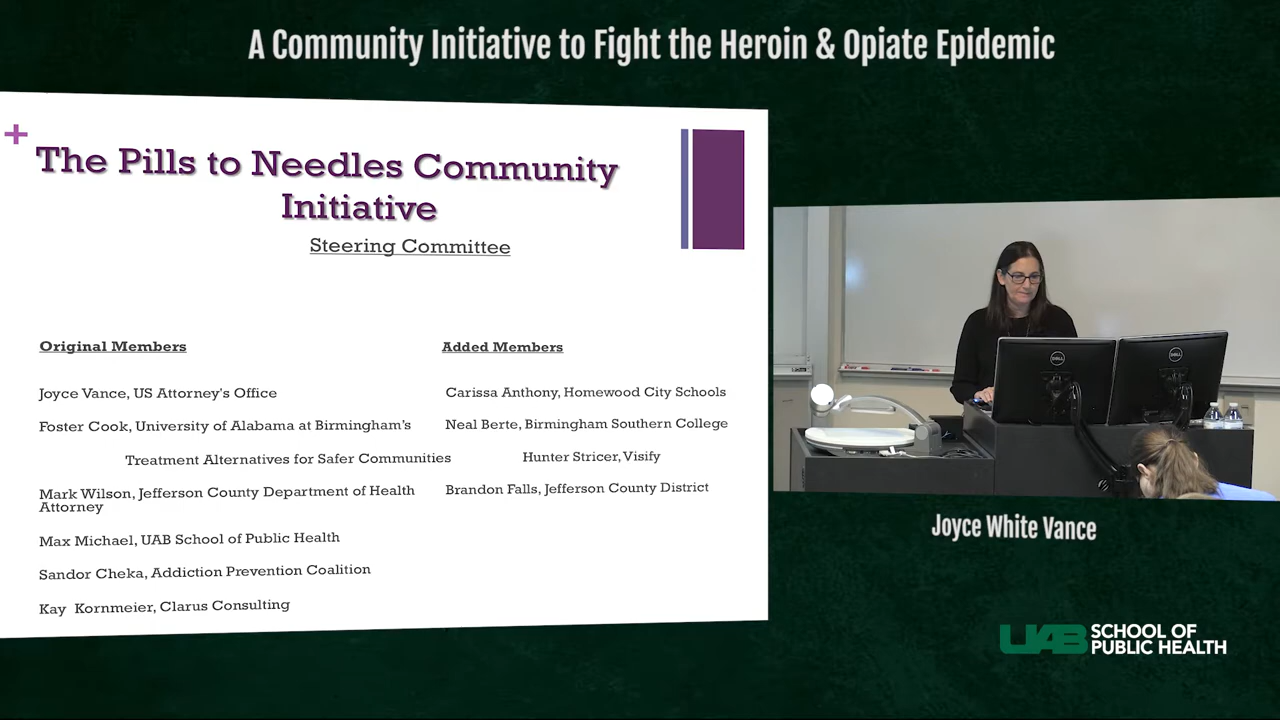 A Community Initiative to Fight the Heroin & Opiate Epidemic
+
The Pills to Needles Community
Initiative
Steering Committee
Original Members
Joyce Vance, US Attorney's Office
Foster Cook, University of Alabama at Birmingham's
Treatment Alternatives for Safer Communities
Mark Wilson, Jefferson County Department of Health
Attorney
Max Michael, UAB School of Public Health
Sandor Cheka, Addiction Prevention Coalition
Kay Kornmeier, Clarus Consulting
Added Members
Carissa Anthony, Homewood City Schools
Neal Berte, Birmingham Southern College
Hunter Stricer, Visify
Brandon Falls, Jefferson County District
DELL
DELL
Joyce White Vance
UAB SCHOOL OF
PUBLIC HEALTH